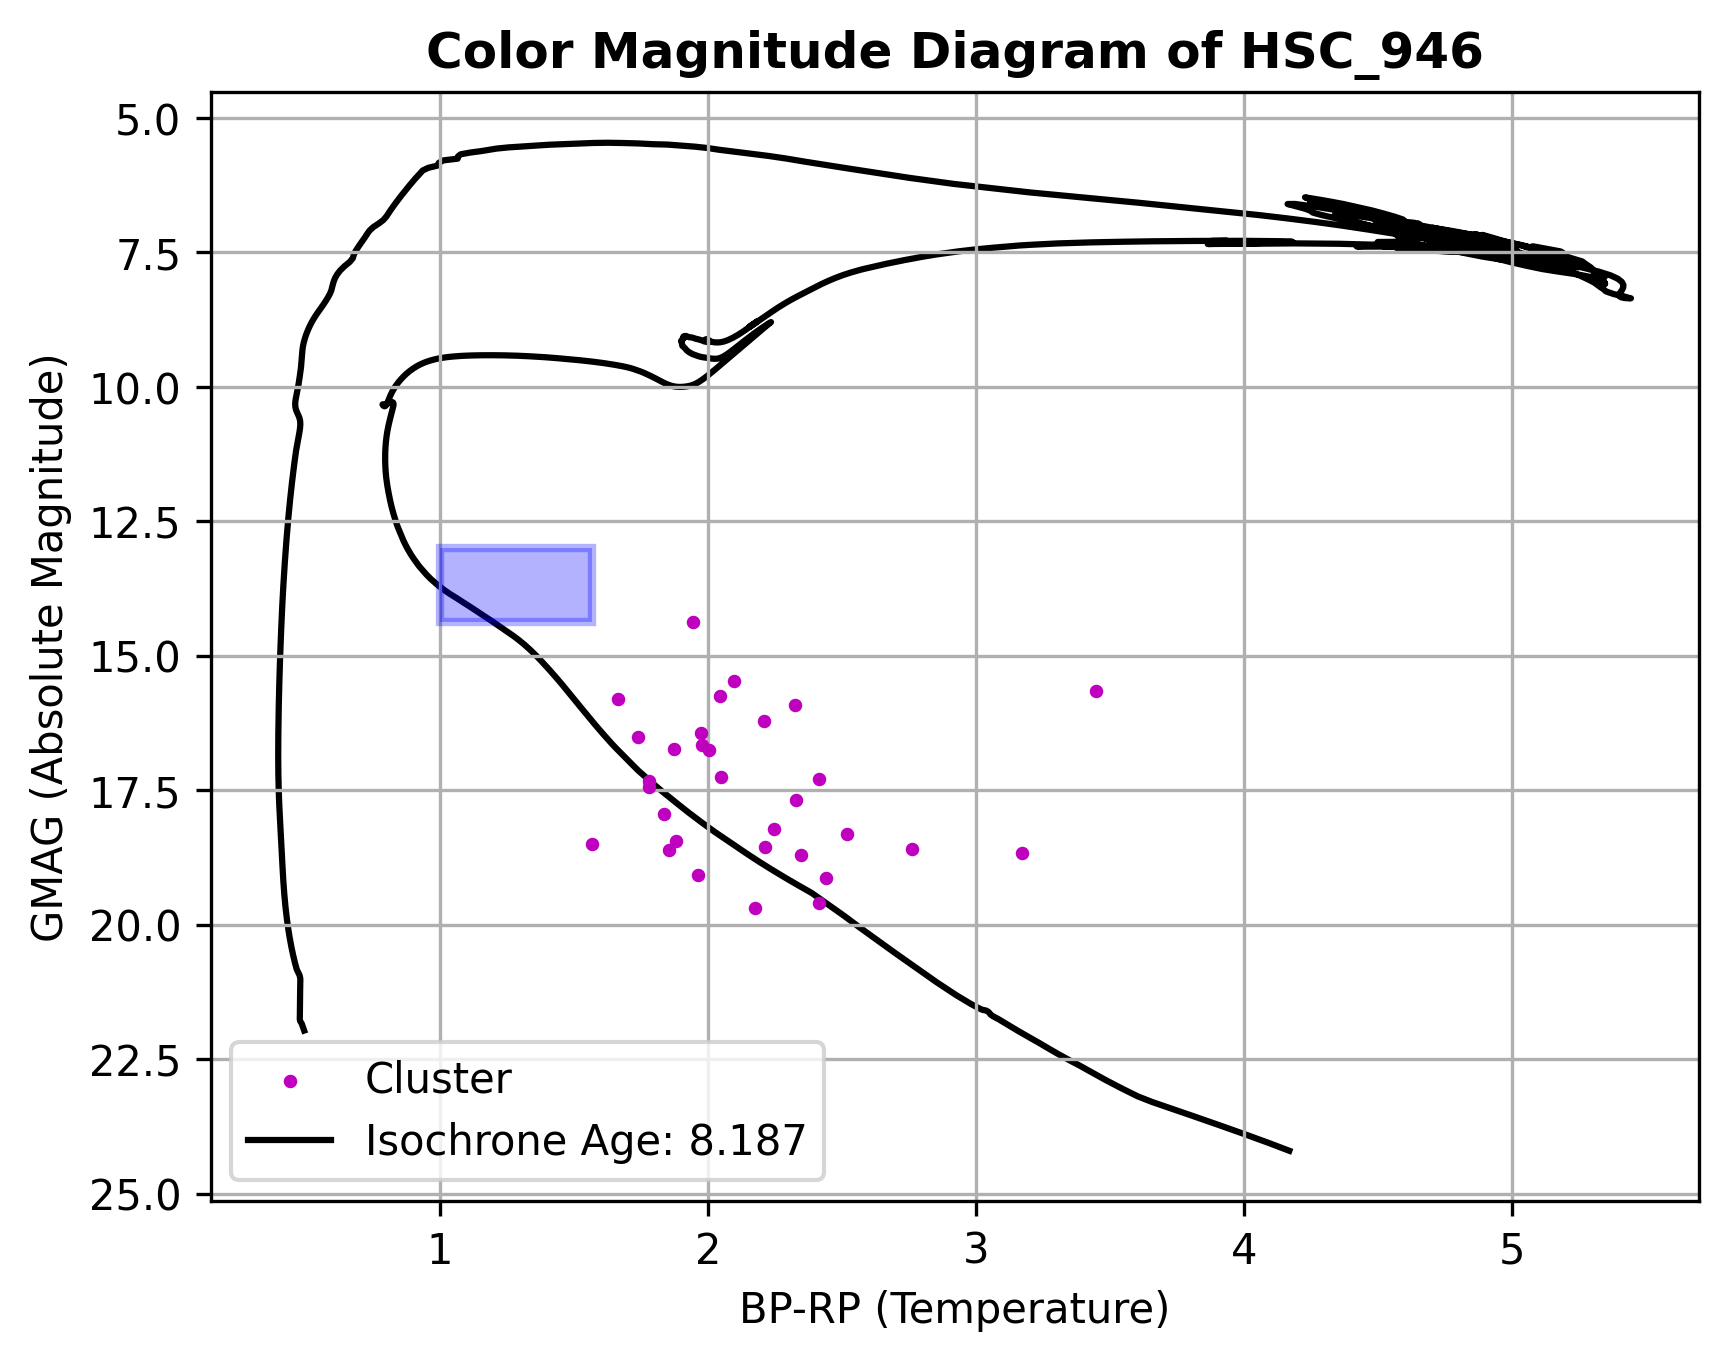 Color Magnitude Diagram of HSC_946
GMAG (Absolute Magnitude)
5.0
7.5
10.0
12.5
15.0
17.5
20.0
22.5
25.0
Cluster
Isochrone Age: 8.187
1 2 3 4 5
BP-RP (Temperature)